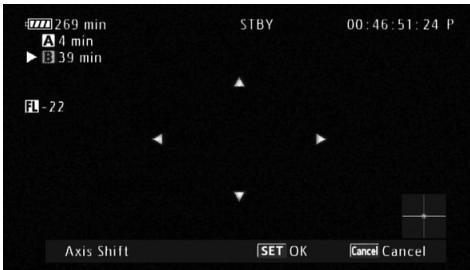 269 min STBY 00:46:51:24 P
A 4 min
B 39 min
FL -22
Axis Shift SET OK Cancel Cancel